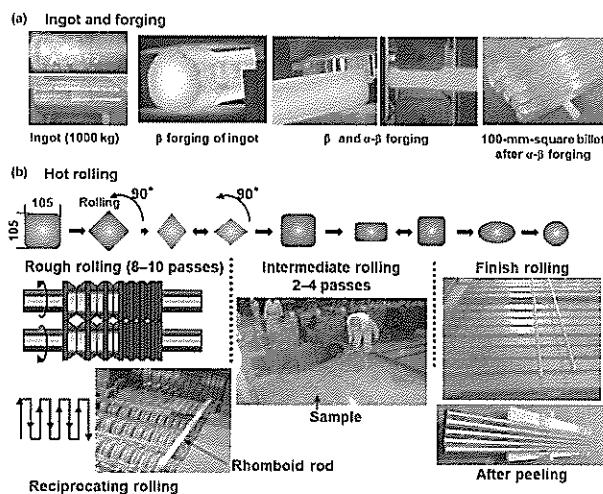 (a) Ingot and forging
Ingot (1000 kg)
β forging of ingot
β and α-β forging
100-mm-square billet
after α-β forging
(b) Hot rolling
105
105
Rolling
90°
90°
Rough rolling (8–10 passes)
Intermediate rolling
2–4 passes
Finish rolling
Sample
Rhomboid rod
Reciprocating rolling
After peeling